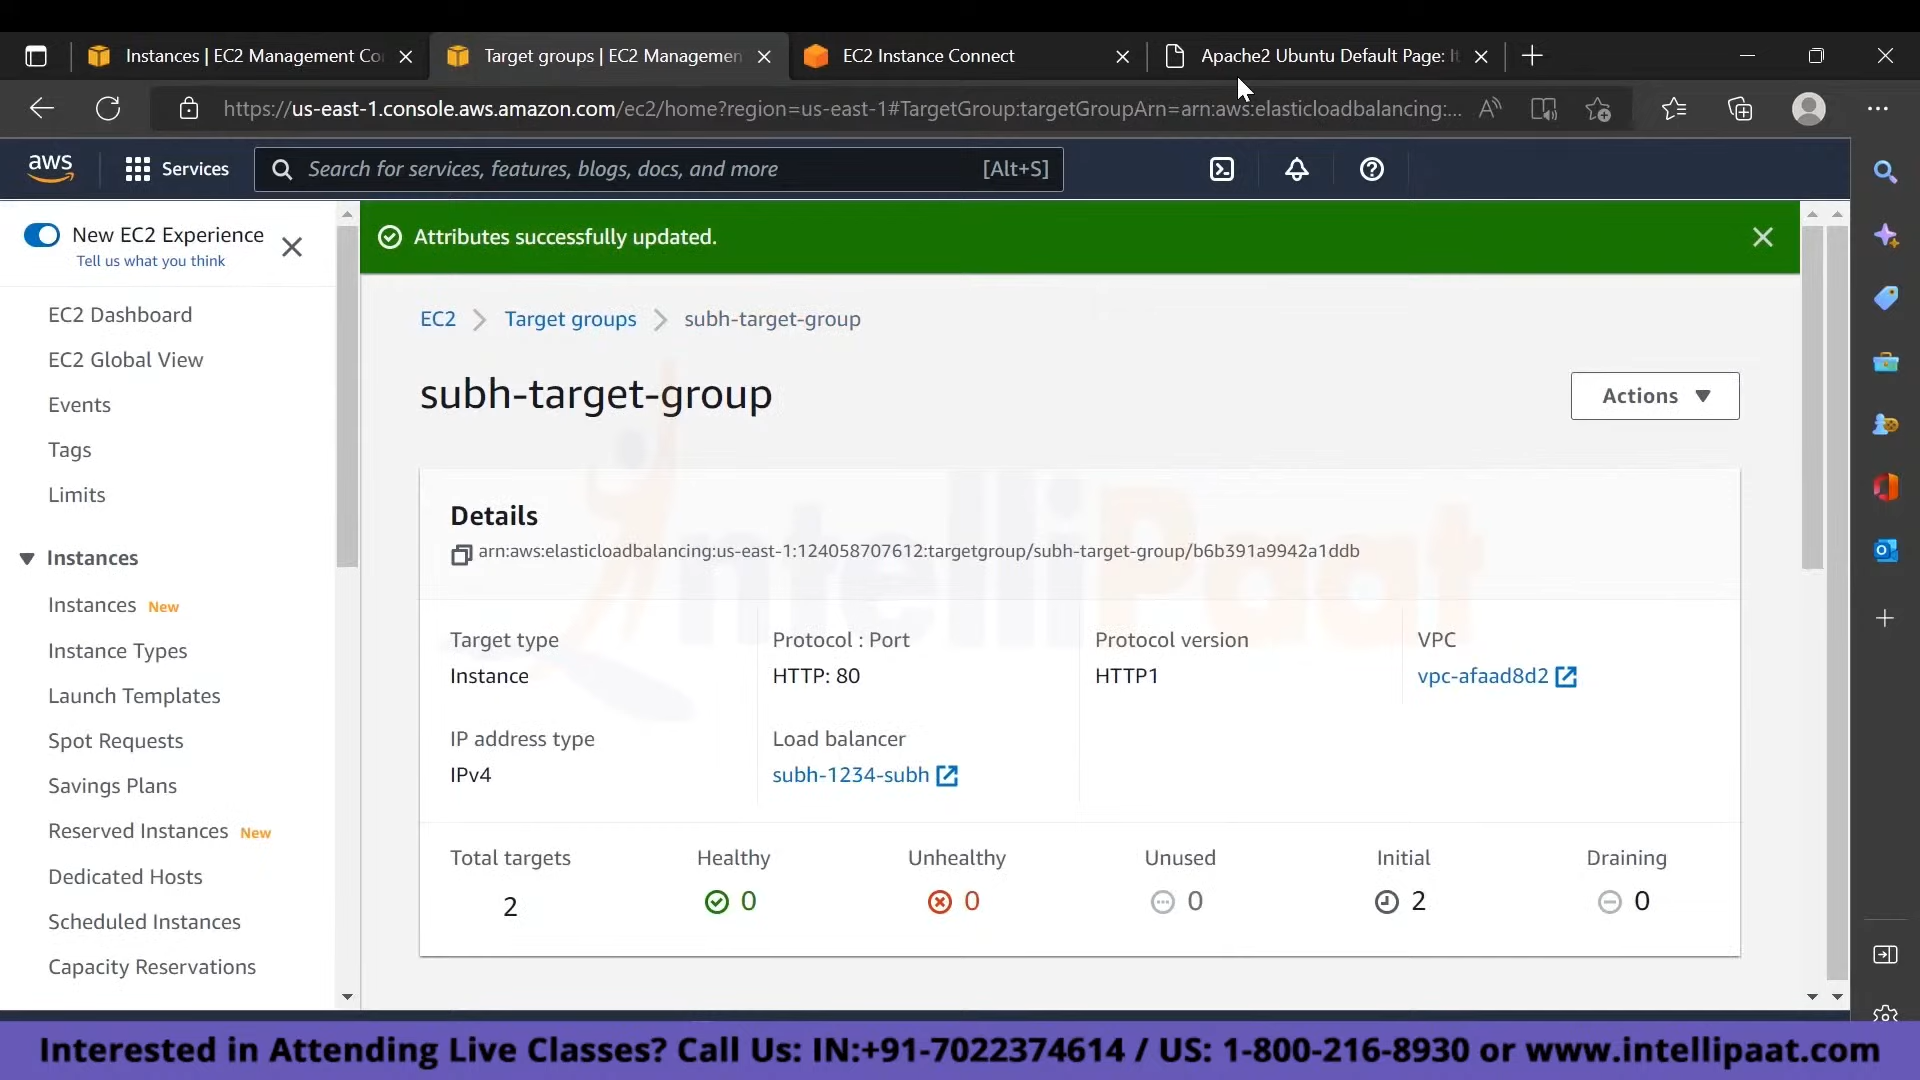 Instances | EC2 Management Co
Target groups | EC2 Managemen
EC2 Instance Connect
Apache2 Ubuntu Default Page: It
https://us-east-1.console.aws.amazon.com/ec2/home?region=us-east-1#TargetGroup:targetGroupArn=arn:aws:elasticloadbalancing:...
aws
Services
Search for services, features, blogs, docs, and more
[Alt+S]
New EC2 Experience
Tell us what you think
EC2 Dashboard
EC2 Global View
Events
Tags
Limits
Instances
Instances New
Instance Types
Launch Templates
Spot Requests
Savings Plans
Reserved Instances New
Dedicated Hosts
Scheduled Instances
Capacity Reservations
Attributes successfully updated.
EC2 > Target groups > subh-target-group
subh-target-group
Actions
Details
arn:aws:elasticloadbalancing:us-east-1:124058707612:targetgroup/subh-target-group/b6b391a9942a1ddb
Target type
Instance
Protocol : Port
HTTP: 80
Protocol version
HTTP1
VPC
vpc-afaad8d2
IP address type
IPv4
Load balancer
subh-1234-subh
Total targets
2
Healthy
0
Unhealthy
0
Unused
0
Initial
2
Draining
0
intelliPaat
Interested in Attending Live Classes? Call Us: IN:+91-7022374614 / US: 1-800-216-8930 or www.intellipaat.com